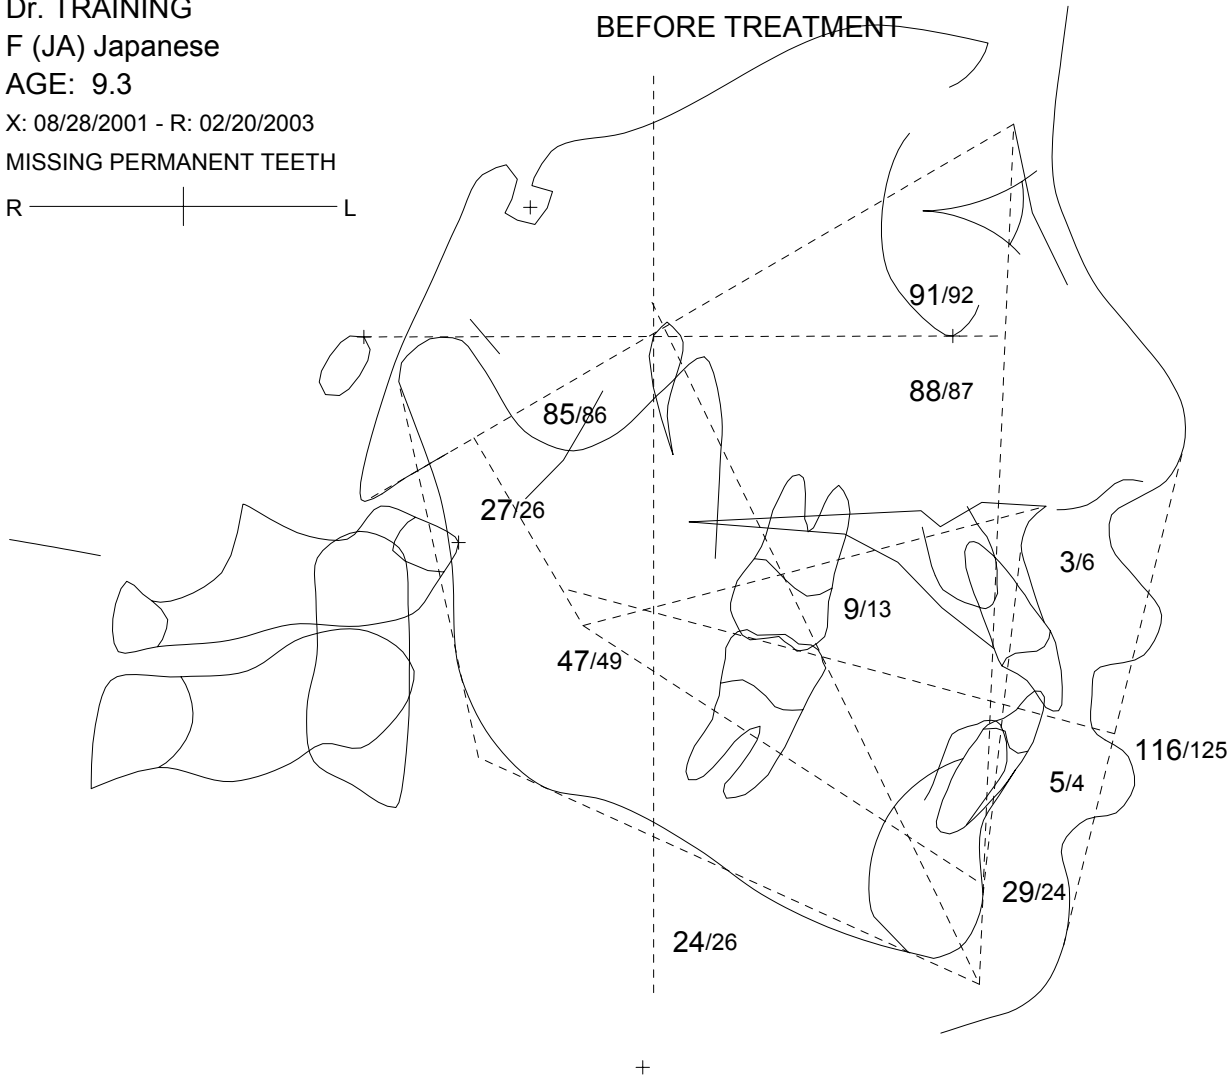 Dr. TRAINING
BEFORE TREATMENT
F (JA) Japanese
AGE: 9.3
X: 08/28/2001 - R: 02/20/2003
MISSING PERMANENT TEETH
R L
91/92
88/87
85/86
27/26
3/6
9/13
47/49
116/125
5/4
29/24
24/26